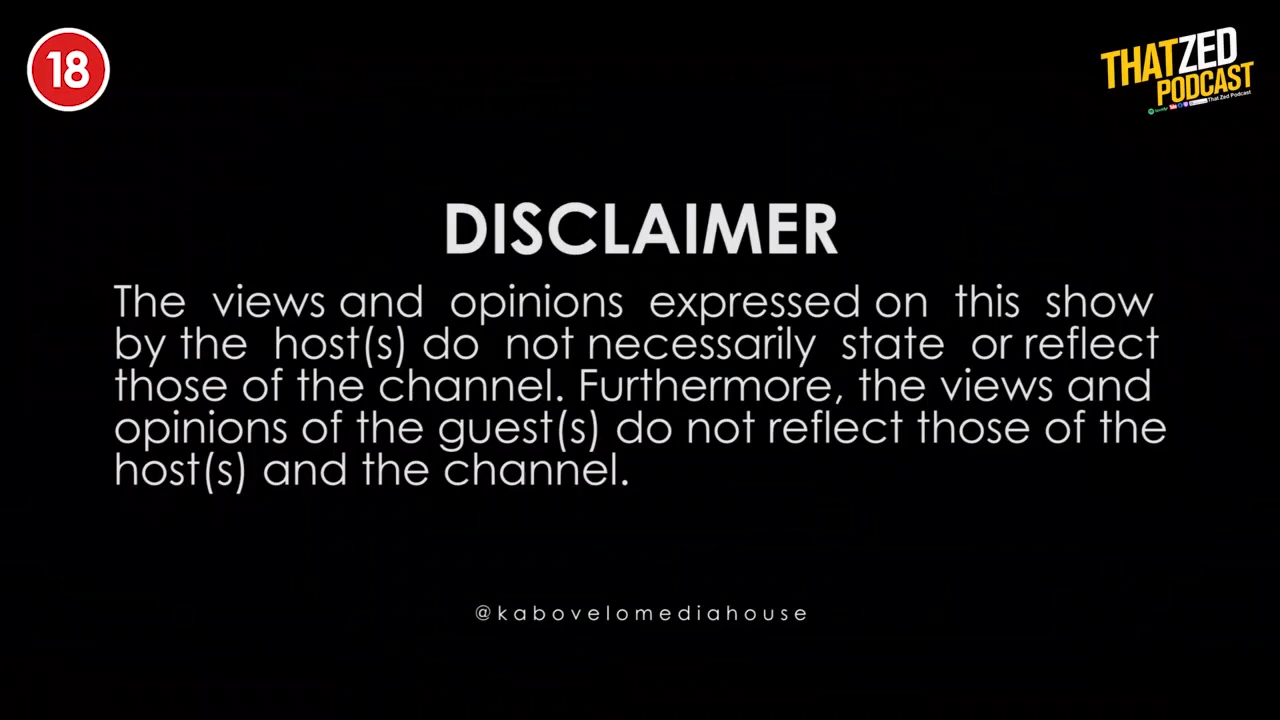 18
THATZED
PODCAST
That Zed Podcast
DISCLAIMER
The views and opinions expressed on this show
by the host(s) do not necessarily state or reflect
those of the channel. Furthermore, the views and
opinions of the guest(s) do not reflect those of the
host(s) and the channel.
@kabovelomediahouse